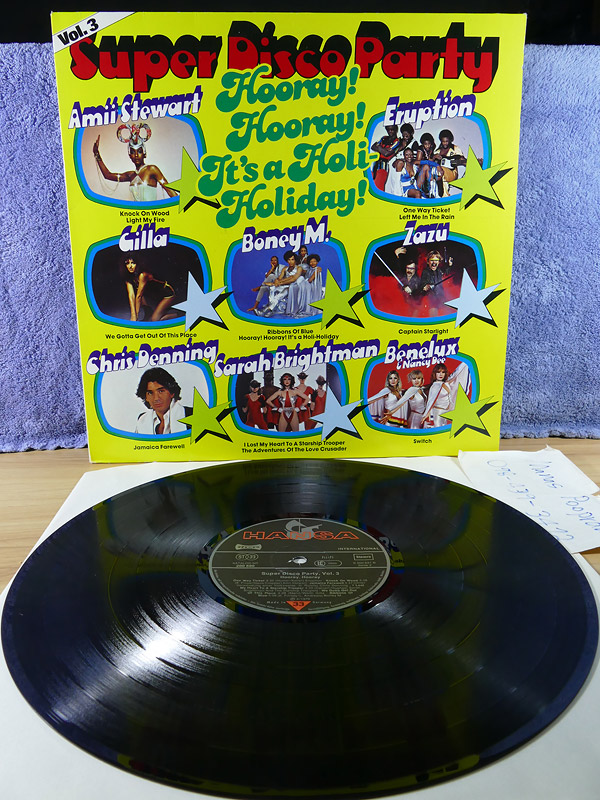 Vol. 3
Super Disco Party
Hooray!
Hooray!
It's a Holi-
Holiday!
Amii Stewart
Knock On Wood
Light My Fire
Eruption
One Way Ticket
Left Me In The Rain
Gilla
We Gotta Get Out Of This Place
Boney M.
Ribbons Of Blue
Hooray! Hooray! It's a Holi-Holiday
Zazu
Captain Starlight
Chris Denning
Jamaica Farewell
Sarah Brightman
I Lost My Heart To A Starship Trooper
The Adventures Of The Love Crusader
Benelux
& Nancy Dee
Switch
HANSA
INTERNATIONAL
Super Disco Party, Vol. 3
Hooray, Hooray
33